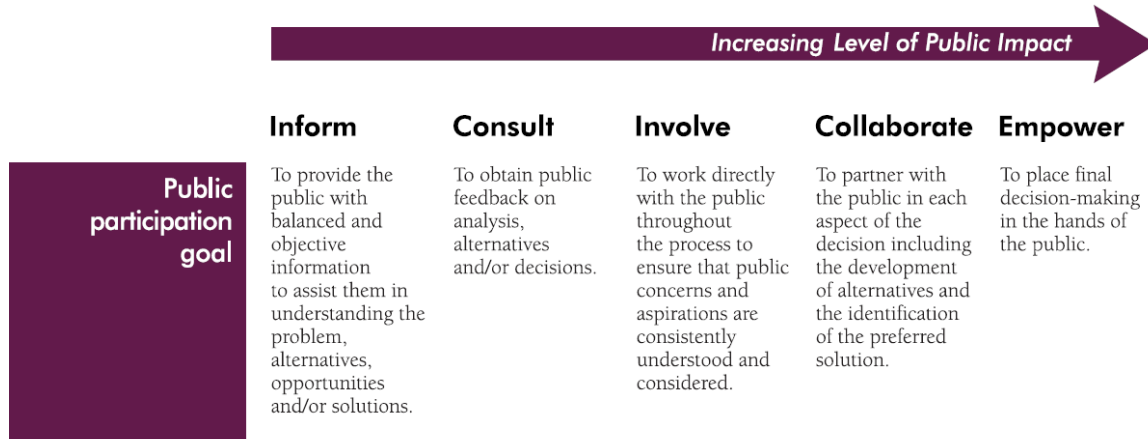 Increasing Level of Public Impact
Inform
Consult
Involve
Collaborate
Empower
Public
participation
goal
To provide the
public with
balanced and
objective
information
to assist them in
understanding the
problem,
alternatives,
opportunities
and/or solutions.
To obtain public
feedback on
analysis,
alternatives
and/or decisions.
To work directly
with the public
throughout
the process to
ensure that public
concerns and
aspirations are
consistently
understood and
considered.
To partner with
the public in each
aspect of the
decision including
the development
of alternatives and
the identification
of the preferred
solution.
To place final
decision-making
in the hands of
the public.